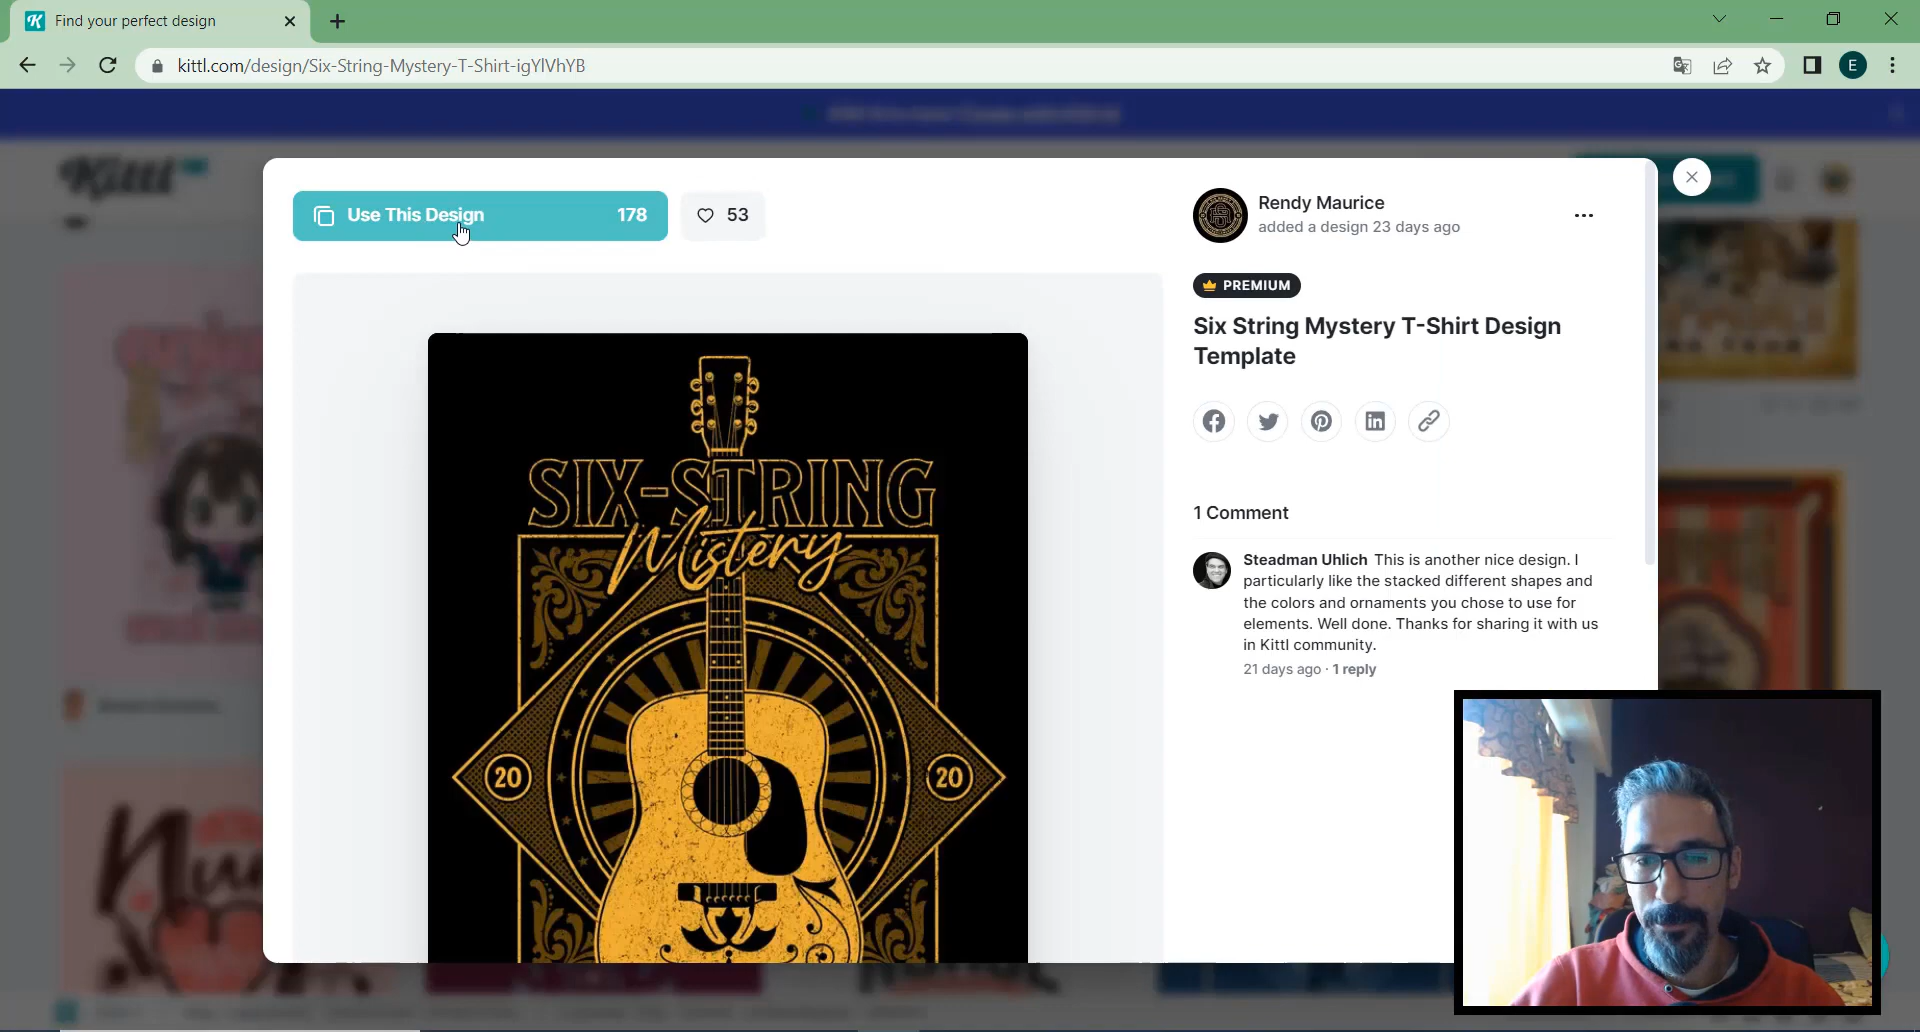 Find your perfect design
kittl.com/design/Six-String-Mystery-T-Shirt-igYlVhYB
E
Kittl
Use This Design 178
53
Rendy Maurice
added a design 23 days ago
PREMIUM
Six String Mystery T-Shirt Design
Template
1 Comment
Steadman Uhlich This is another nice design. I
particularly like the stacked different shapes and
the colors and ornaments you chose to use for
elements. Well done. Thanks for sharing it with us
in Kittl community.
21 days ago · 1 reply
SIX-STRING
Mistery
20
20